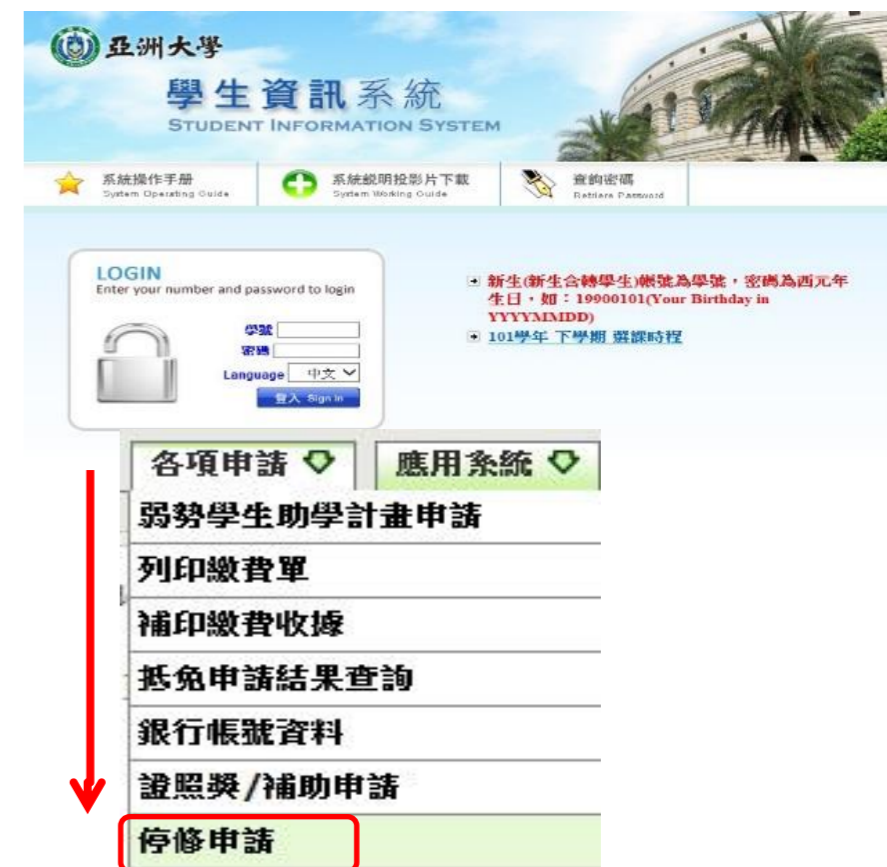 亞洲大學
學生資訊系統
STUDENT INFORMATION SYSTEM
系統操作手冊
System Operating Guide
系統說明投影片下載
System Working Guide
查詢密碼
Retriere Password
LOGIN
Enter your number and password to login
學號
密碼
Language 中文
登入 Sign in
新生(新生含轉學生)帳號為學號，密碼為西元年
生日，如：19900101(Your Birthday in
YYYYMMDD)
101學年 下學期 選課時程
各項申請
應用系統
弱勢學生助學計畫申請
列印繳費單
補印繳費收據
抵免申請結果查詢
銀行帳號資料
證照獎/補助申請
停修申請